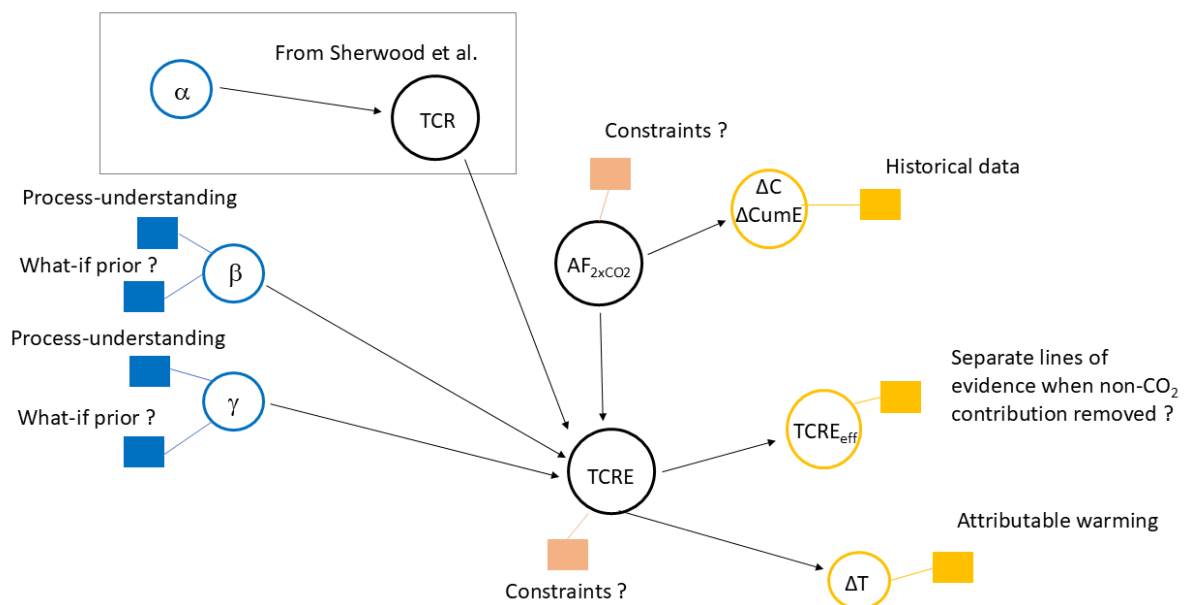 From Sherwood et al.
α
TCR
Constraints ?
Historical data
ΔC
ΔCumE
Process-understanding
What-if prior ?
β
AF₂ₓCO₂
Process-understanding
What-if prior ?
γ
Separate lines of
evidence when non-CO₂
contribution removed ?
TCRE_eff
TCRE
Attributable warming
Constraints ?
ΔT